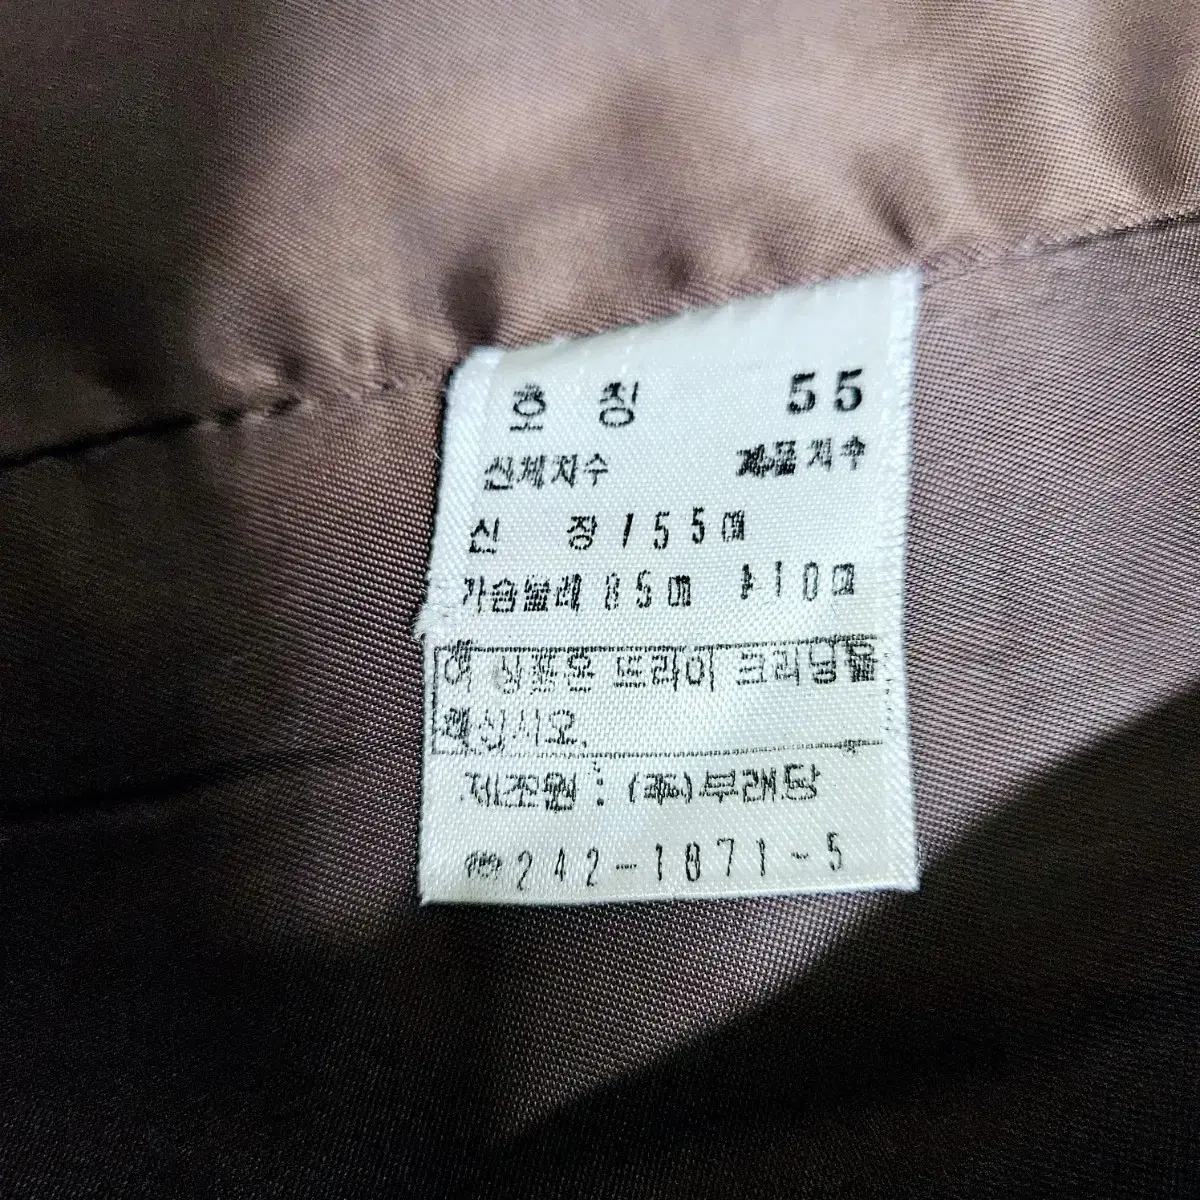 호 칭 55
신체치수 제품치수
신 장 155㎝
가슴둘레 85㎝ 110㎝
이 상품은 드라이 크리닝을
해십시오.
제조원 : (주)부래당
☎242-1871~5